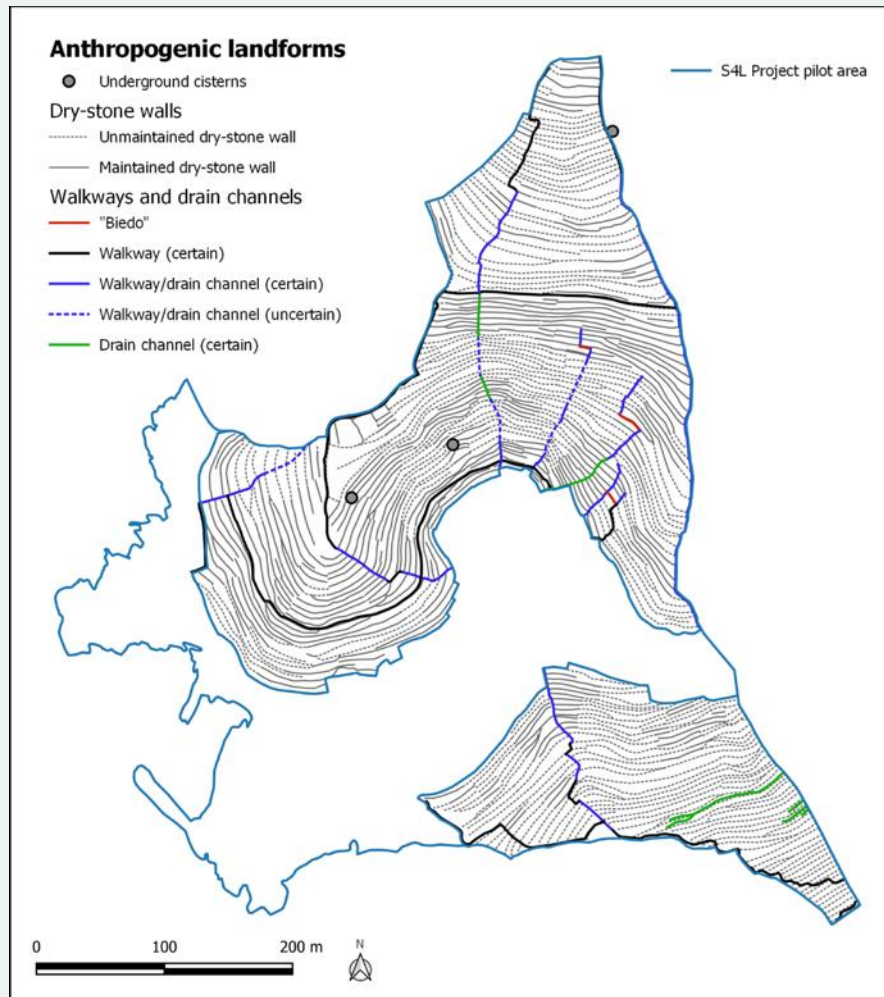 Anthropogenic landforms
Underground cisterns
Dry-stone walls
Unmaintained dry-stone wall
Maintained dry-stone wall
Walkways and drain channels
"Biedo"
Walkway (certain)
Walkway/drain channel (certain)
Walkway/drain channel (uncertain)
Drain channel (certain)
S4L Project pilot area
0 100 200 m
N